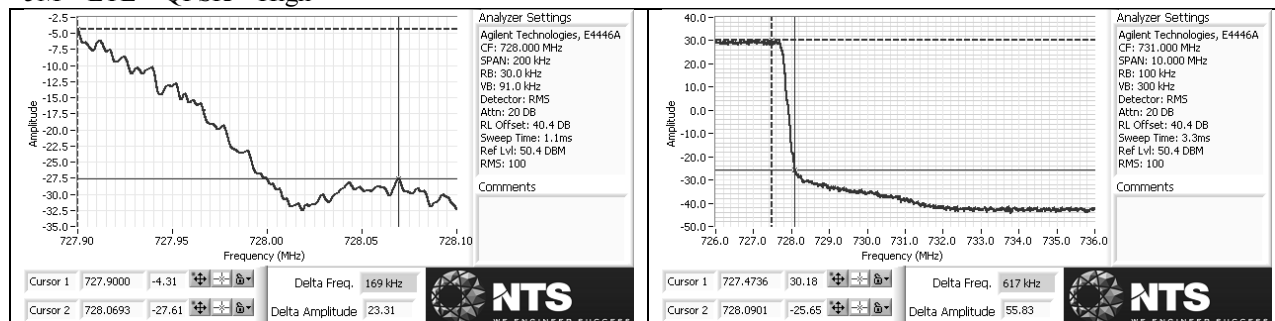 -2.5
-5.0
-7.5
-10.0
-12.5
-15.0
-17.5
-20.0
-22.5
-25.0
-27.5
-30.0
-32.5
-35.0
Amplitude
727.90 727.95 728.00 728.05 728.10
Frequency (MHz)
Analyzer Settings
Agilent Technologies, E4446A
CF: 728.000 MHz
SPAN: 200 kHz
RB: 30.0 kHz
VB: 91.0 kHz
Detector: RMS
Attn: 20 DB
RL Offset: 40.4 DB
Sweep Time: 1.1ms
Ref Lvl: 50.4 DBM
RMS: 100
Comments
Cursor 1 727.9000 -4.31
Cursor 2 728.0693 -27.61
Delta Freq. 169 kHz
Delta Amplitude 23.31
NTS
40.0
30.0
20.0
10.0
0.0
-10.0
-20.0
-30.0
-40.0
-50.0
Amplitude
726.0 727.0 728.0 729.0 730.0 731.0 732.0 733.0 734.0 735.0 736.0
Frequency (MHz)
Analyzer Settings
Agilent Technologies, E4446A
CF: 731.000 MHz
SPAN: 10.000 MHz
RB: 100 kHz
VB: 300 kHz
Detector: RMS
Attn: 20 DB
RL Offset: 40.4 DB
Sweep Time: 3.3ms
Ref Lvl: 50.4 DBM
RMS: 100
Comments
Cursor 1 727.4736 30.18
Cursor 2 728.0901 -25.65
Delta Freq. 617 kHz
Delta Amplitude 55.83
NTS